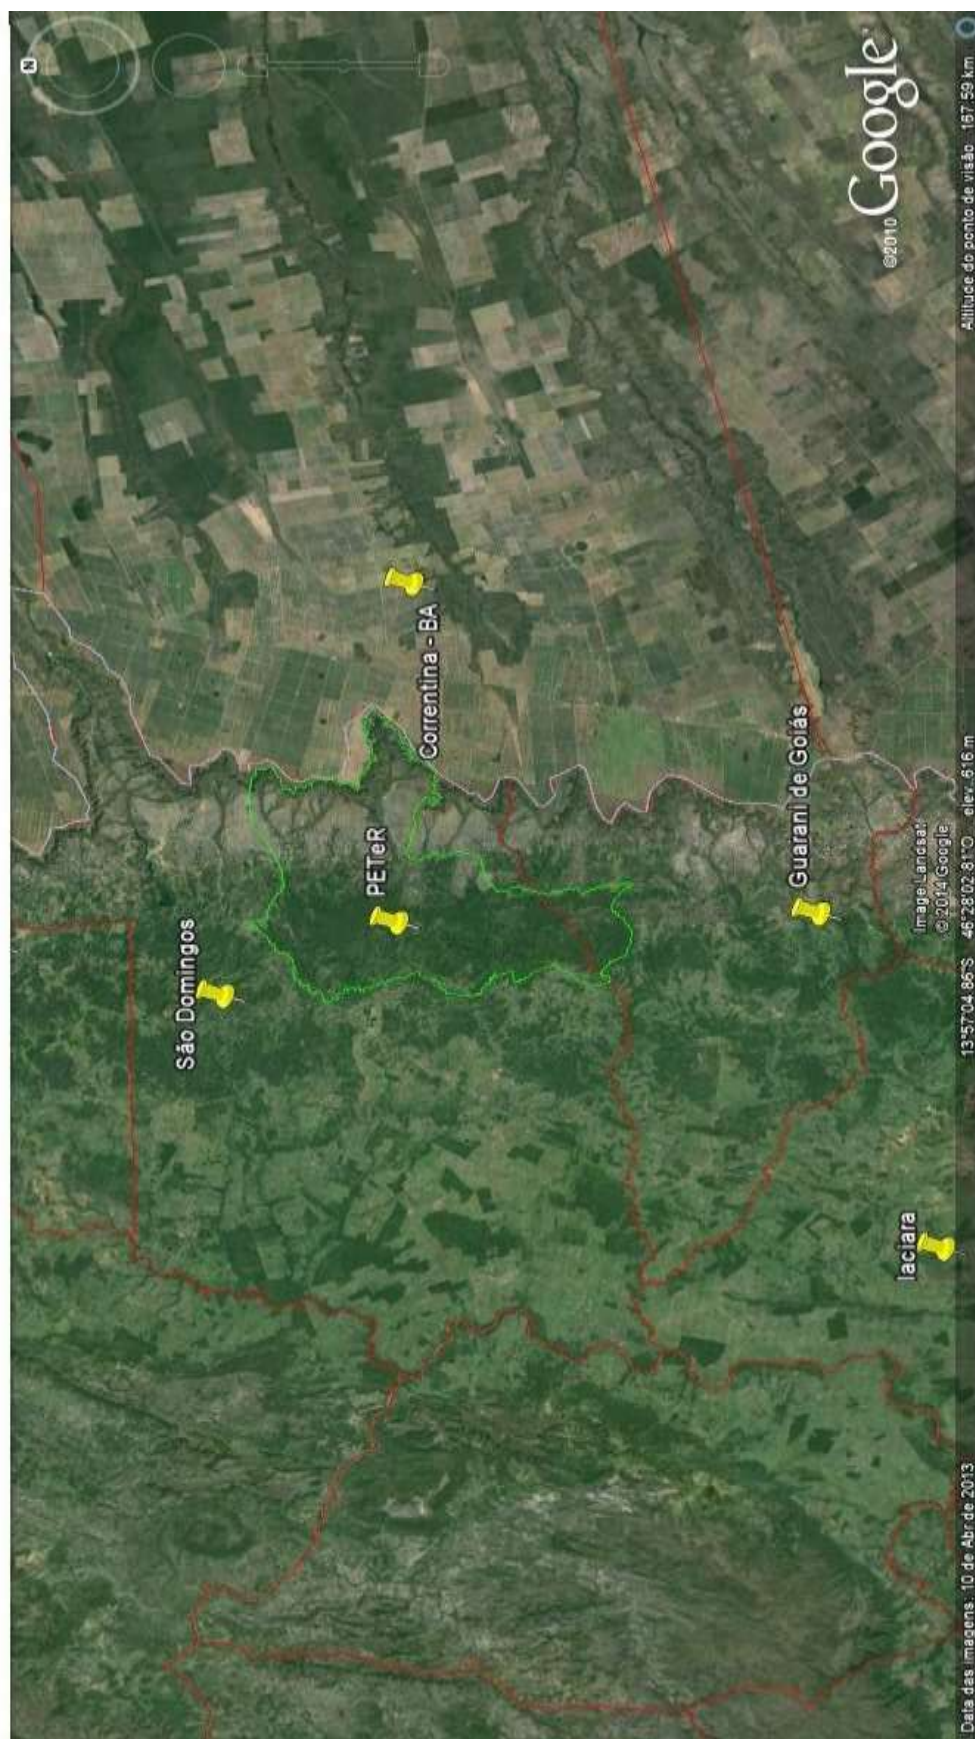 N
São Domingos
PETeR
Correntina - BA
Guarani de Goiás
Iaciara
Image Landsat
© 2014 Google
©2010 Google
Data das imagens: 10 de Abr de 2013
13°57'04.86"S 46°28'02.81"O elev. 616 m
Altitude do ponto de visão 167.59 km